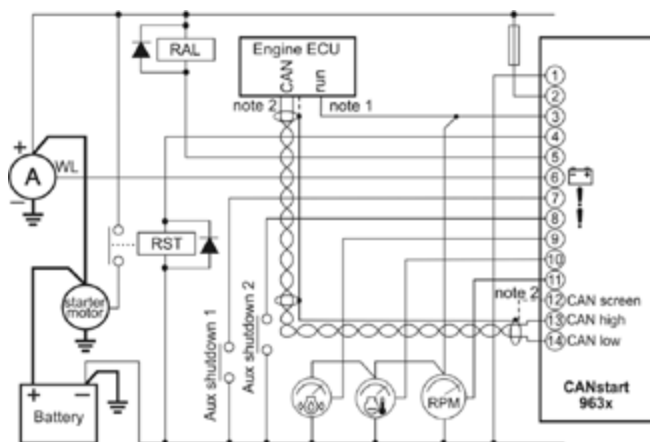 RAL
Engine ECU
CAN
run
note 2
note 1
1
2
3
4
5
6
7
8
9
10
11
12 CAN screen
13 CAN high
14 CAN low
note 2
+
A
WL
−
RST
starter
motor
Aux shutdown 1
Aux shutdown 2
RPM
+ −
Battery
− +
CANstart
963x